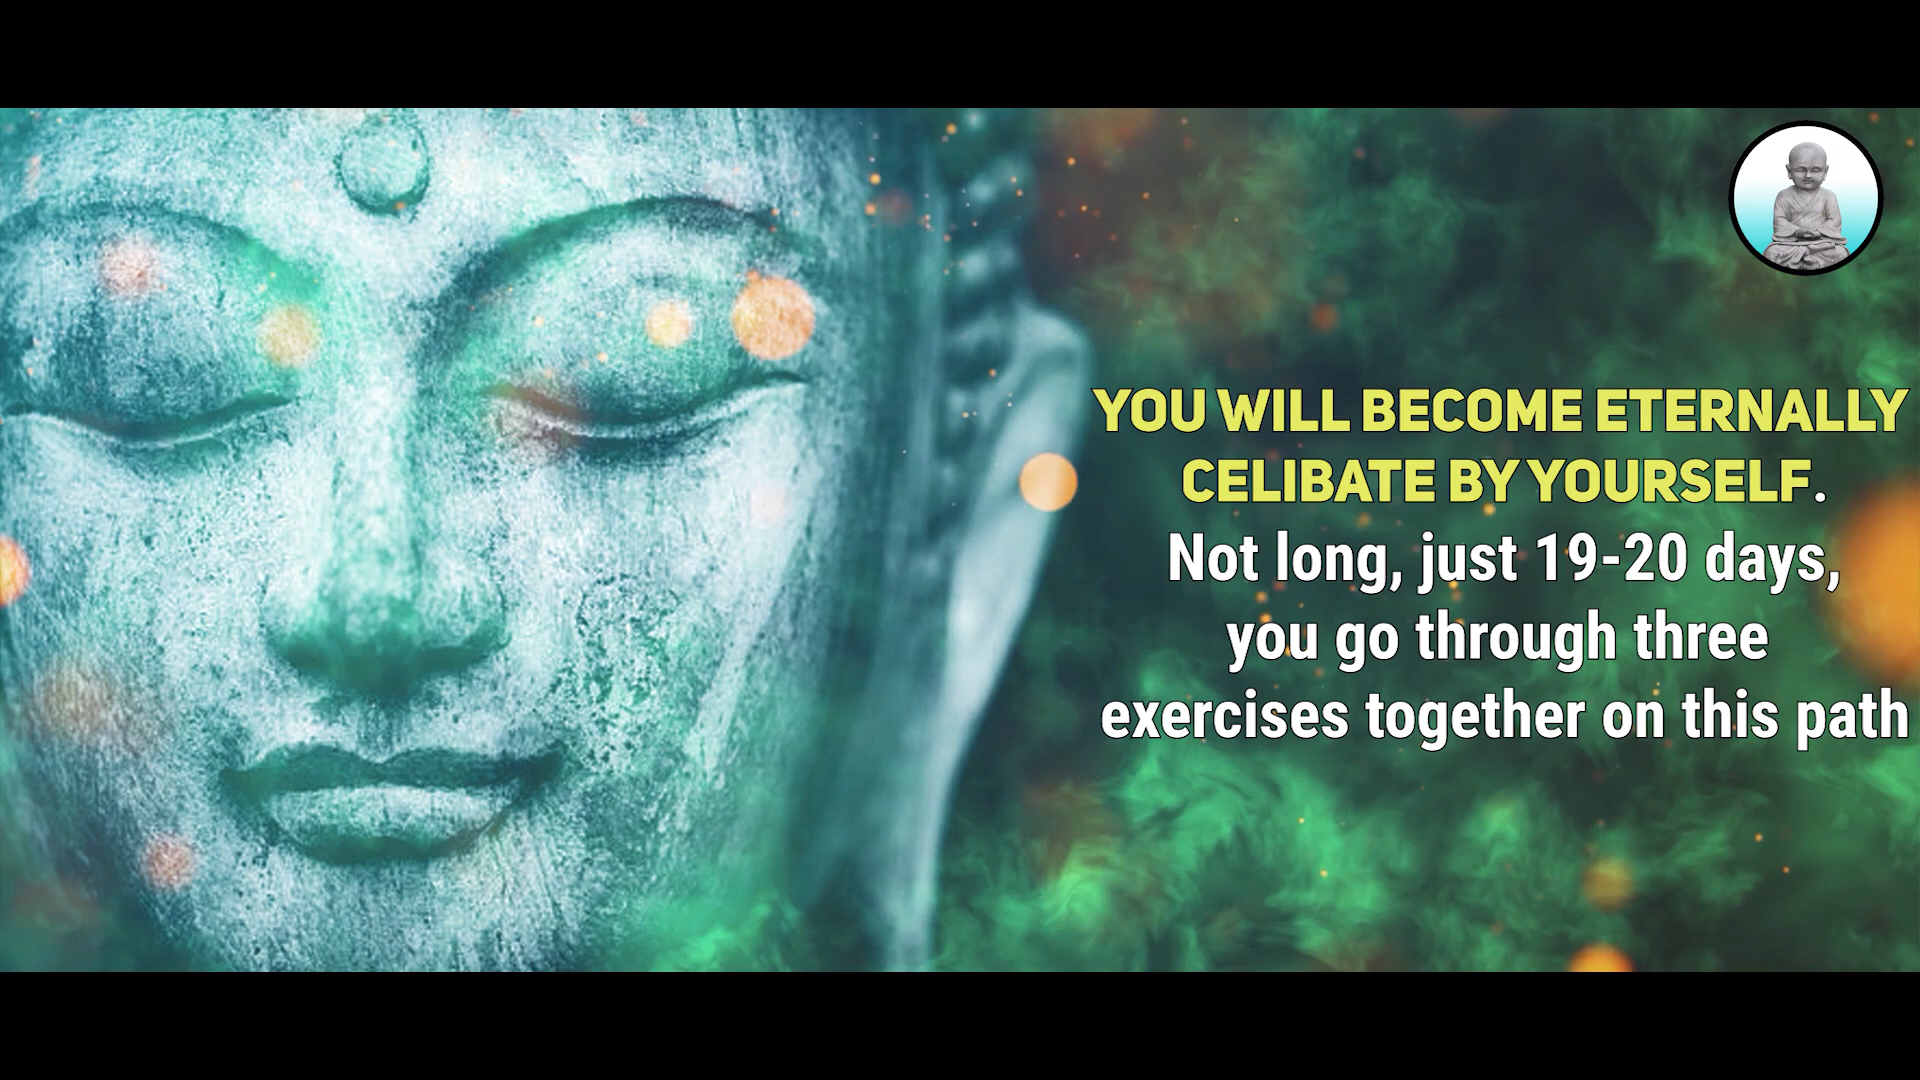 YOU WILL BECOME ETERNALLY
CELIBATE BY YOURSELF.
Not long, just 19-20 days,
you go through three
exercises together on this path